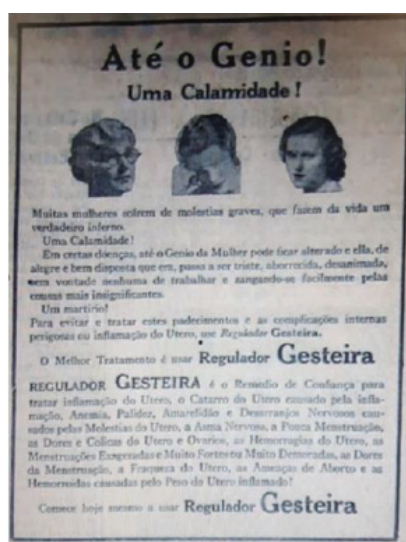 Até o Genio!
Uma Calamidade!
Muitas mulheres sofrem de molestias graves, que fazem da vida um
verdadeiro inferno.
Uma Calamidade!
Em certas doenças, até o Genio da Mulher pode ficar alterado e ella, de
alegre e bem disposta que era, passa a ser triste, aborrecida, desanimada,
sem vontade nenhuma de trabalhar e zangando-se facilmente pelas
cousas mais insignificantes.
Um martirio!
Para evitar e tratar estes padecimentos e as complicações internas
perigosas ou inflamação do Utero, use Regulador Gesteira.
O Melhor Tratamento é usar Regulador Gesteira
REGULADOR GESTEIRA é o Remedio de Confiança para
tratar inflamação do Utero, o Catarro do Utero causado pela infla-
mação, Anemia, Palidez, Amarelidão e Desarranjos Nervosos cau-
sados pelas Molestias do Utero, a Asma Nervosa, a Pouca Menstruação,
as Dores e Colicas do Utero e Ovarios, as Hemorragias do Utero, as
Menstruações Exageradas e Muito Fortes ou Muito Demoradas, as Dores
da Menstruação, a Fraqueza do Utero, as Ameaças de Aborto e as
Hemorroidas causadas pelo Peso do Utero inflamado!
Comece hoje mesmo a usar Regulador Gesteira